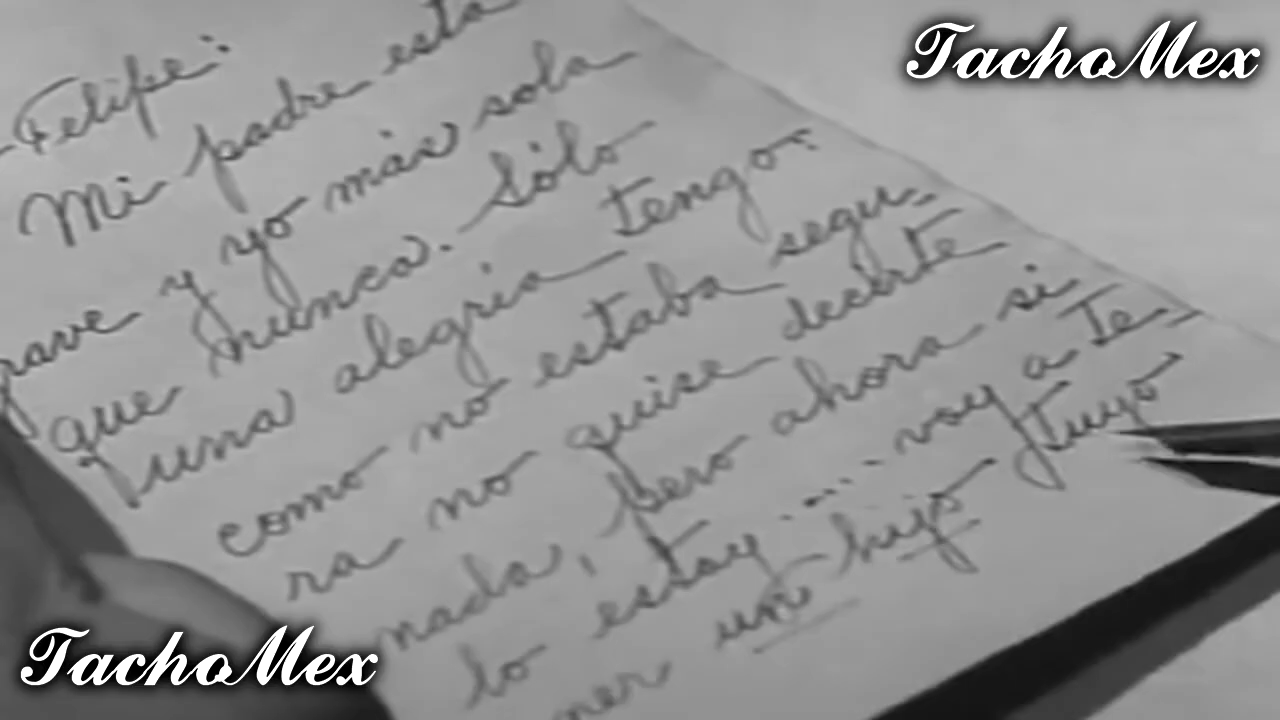 TachoMex
Felipe:
Mi padre esta
grave y yo más sola
que nunca. Sólo
una alegría tengo:
como no estaba segu-
ra no quise decirte
nada, pero ahora si
lo estoy .... voy a te-
ner un hijo tuyo
TachoMex